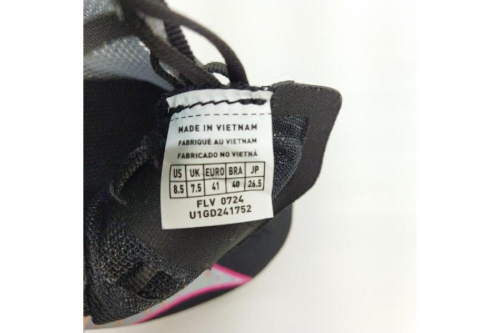 MADE IN VIETNAM
FABRIQUÉ AU VIETNAM
FABRICADO NO VIETNÃ
US UK EURO BRA JP
8.5 7.5 41 40 26.5
FLV 0724
U1GD241752